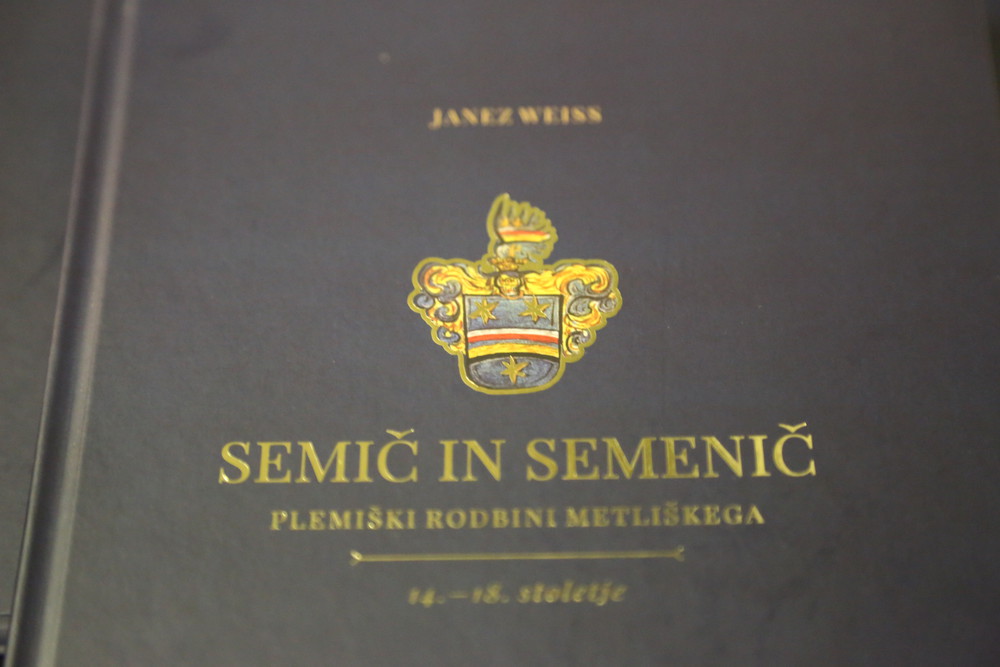 JANEZ WEISS
SEMIČ IN SEMENIČ
PLEMIŠKI RODBINI METLIŠKEGA
14.–18. stoletje